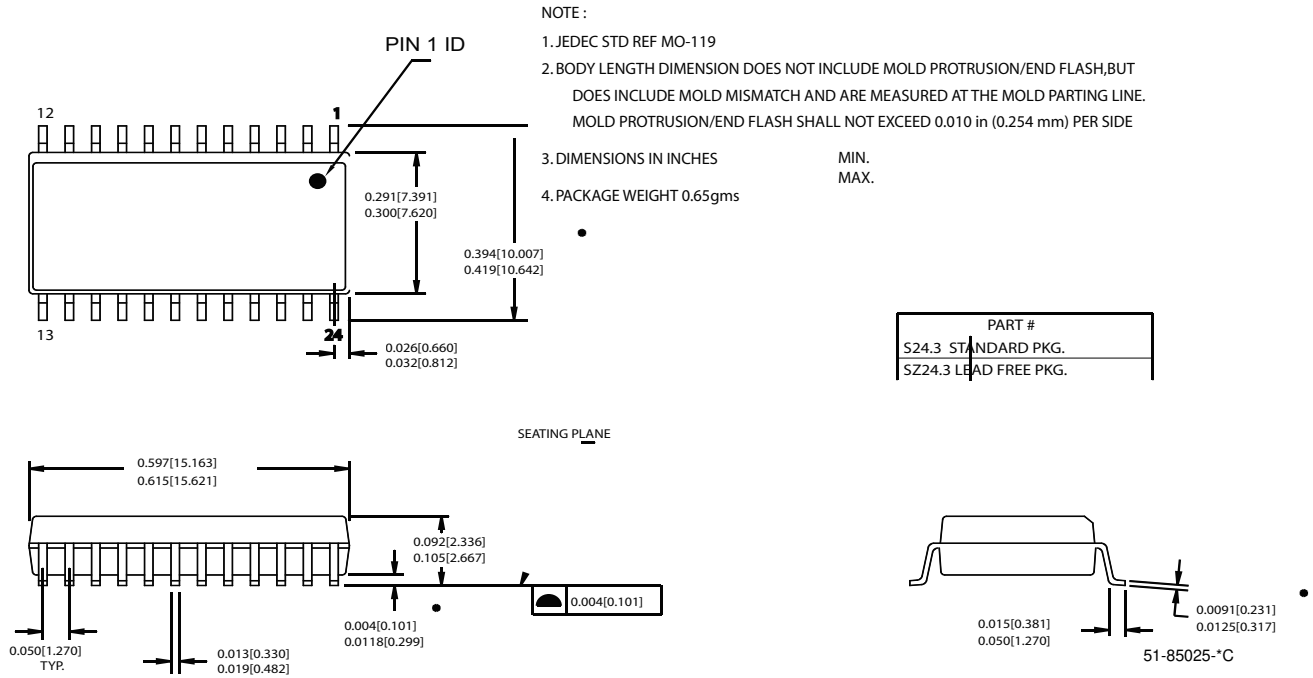 NOTE :
1. JEDEC STD REF MO-119
2. BODY LENGTH DIMENSION DOES NOT INCLUDE MOLD PROTRUSION/END FLASH,BUT
DOES INCLUDE MOLD MISMATCH AND ARE MEASURED AT THE MOLD PARTING LINE.
MOLD PROTRUSION/END FLASH SHALL NOT EXCEED 0.010 in (0.254 mm) PER SIDE
3. DIMENSIONS IN INCHES MIN.
MAX.
4. PACKAGE WEIGHT 0.65gms
PIN 1 ID
12 1
0.291[7.391]
0.300[7.620]
0.394[10.007]
0.419[10.642]
13 24
0.026[0.660]
0.032[0.812]
PART #
S24.3 STANDARD PKG.
SZ24.3 LEAD FREE PKG.
SEATING PLANE
0.597[15.163]
0.615[15.621]
0.092[2.336]
0.105[2.667]
0.004[0.101]
0.004[0.101]
0.0118[0.299]
0.050[1.270]
TYP.
0.013[0.330]
0.019[0.482]
0.015[0.381]
0.050[1.270]
0.0091[0.231]
0.0125[0.317]
51-85025-*C